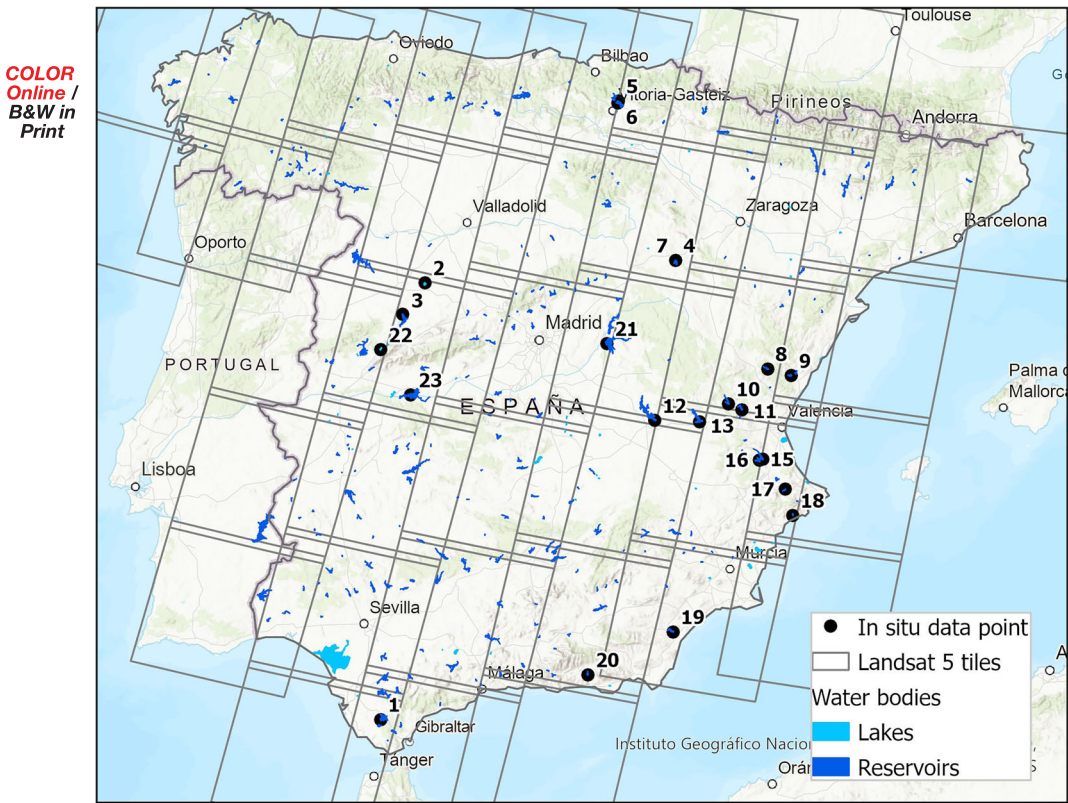 COLOR
Online /
B&W in
Print
Toulouse
Oviedo
Bilbao
5
Vitoria-Gasteiz
6
Pirineos
Andorra
Valladolid
Zaragoza
Barcelona
Oporto
7 4
2
3
Madrid
21
22
PORTUGAL
8
9
Palma
Mallorca
23
ESPAÑA
10
11
12
13
Valencia
Lisboa
16 15
17
18
Murcia
Sevilla
19
20
Málaga
1
Gibraltar
Tánger
Instituto Geográfico Nacion
Orán
In situ data point
Landsat 5 tiles
Water bodies
Lakes
Reservoirs